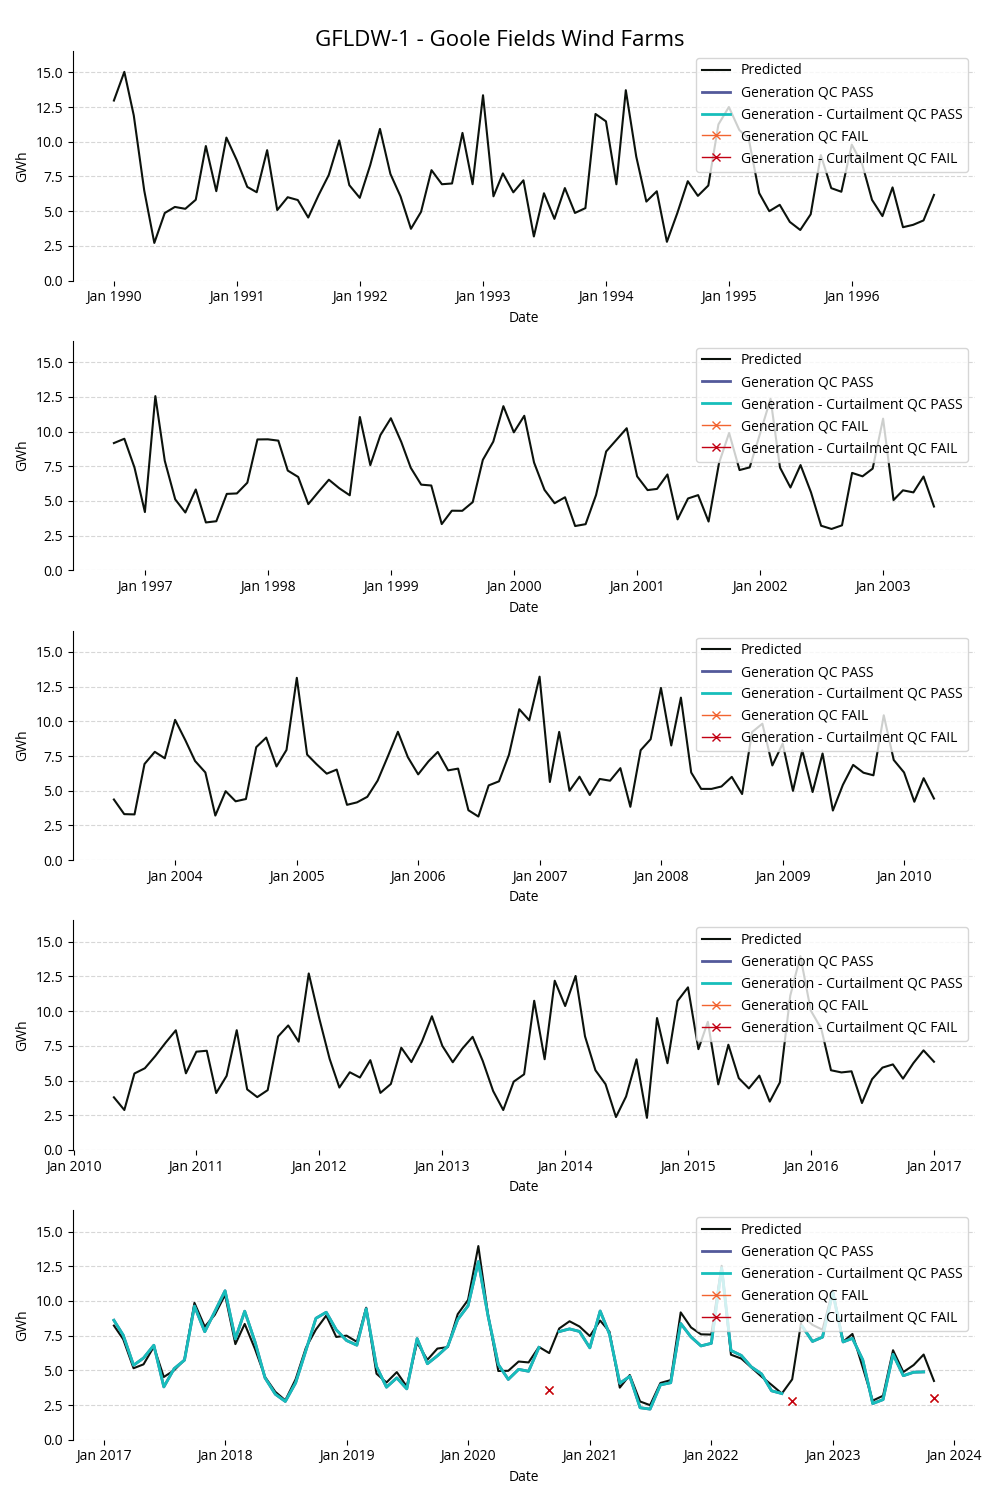 GFLDW-1 - Goole Fields Wind Farms
15.0
12.5
10.0
7.5
5.0
2.5
0.0
GWh
Predicted
Generation QC PASS
Generation - Curtailment QC PASS
Generation QC FAIL
Generation - Curtailment QC FAIL
Jan 1990 Jan 1991 Jan 1992 Jan 1993 Jan 1994 Jan 1995 Jan 1996
Date
15.0
12.5
10.0
7.5
5.0
2.5
0.0
GWh
Predicted
Generation QC PASS
Generation - Curtailment QC PASS
Generation QC FAIL
Generation - Curtailment QC FAIL
Jan 1997 Jan 1998 Jan 1999 Jan 2000 Jan 2001 Jan 2002 Jan 2003
Date
15.0
12.5
10.0
7.5
5.0
2.5
0.0
GWh
Predicted
Generation QC PASS
Generation - Curtailment QC PASS
Generation QC FAIL
Generation - Curtailment QC FAIL
Jan 2004 Jan 2005 Jan 2006 Jan 2007 Jan 2008 Jan 2009 Jan 2010
Date
15.0
12.5
10.0
7.5
5.0
2.5
0.0
GWh
Predicted
Generation QC PASS
Generation - Curtailment QC PASS
Generation QC FAIL
Generation - Curtailment QC FAIL
Jan 2010 Jan 2011 Jan 2012 Jan 2013 Jan 2014 Jan 2015 Jan 2016 Jan 2017
Date
15.0
12.5
10.0
7.5
5.0
2.5
0.0
GWh
Predicted
Generation QC PASS
Generation - Curtailment QC PASS
Generation QC FAIL
Generation - Curtailment QC FAIL
Jan 2017 Jan 2018 Jan 2019 Jan 2020 Jan 2021 Jan 2022 Jan 2023 Jan 2024
Date